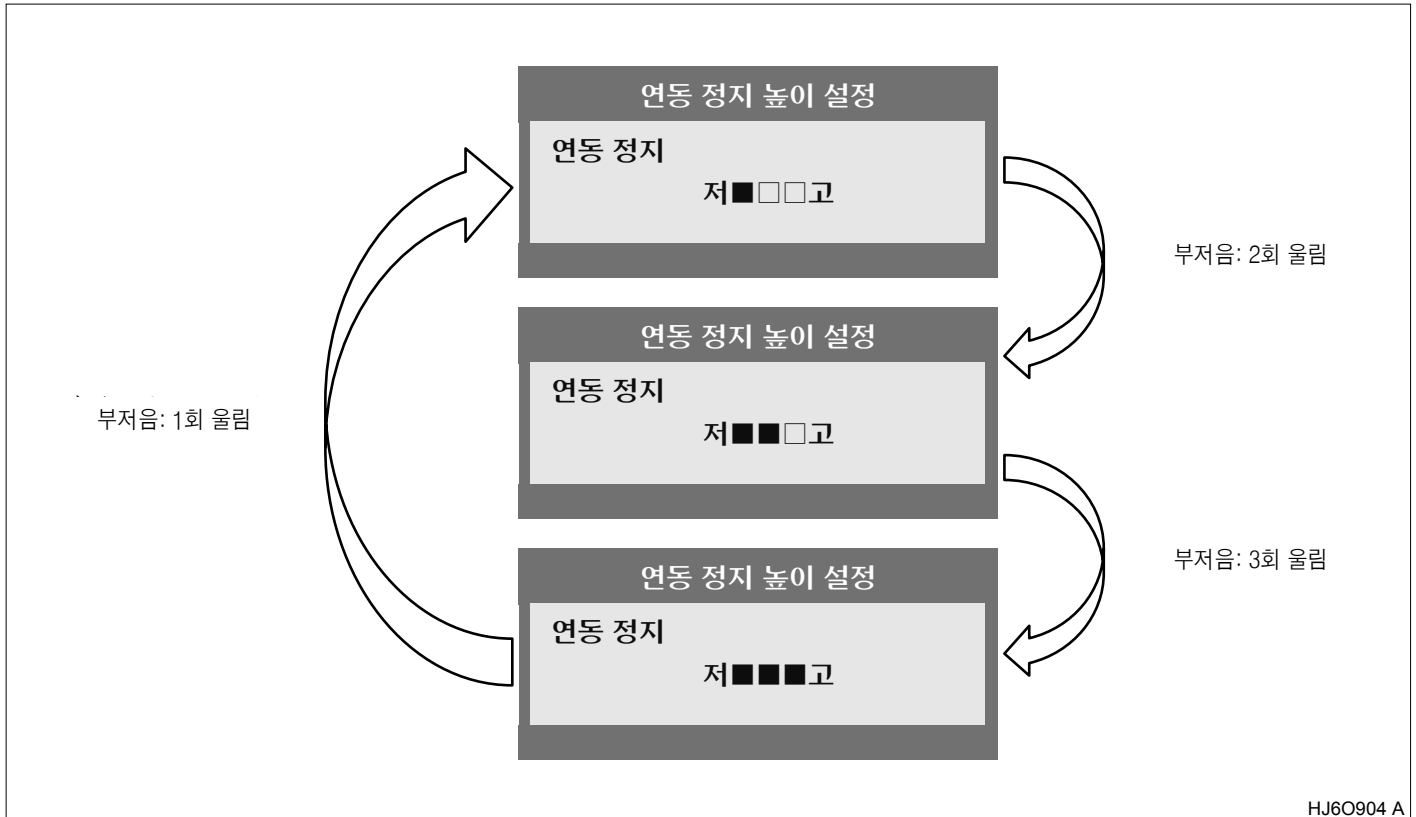 연동 정지 높이 설정
연동 정지
저■□□고
부저음: 2회 울림
연동 정지 높이 설정
연동 정지
저■■□고
부저음: 1회 울림
연동 정지 높이 설정
연동 정지
저■■■고
부저음: 3회 울림
HJ6O904 A